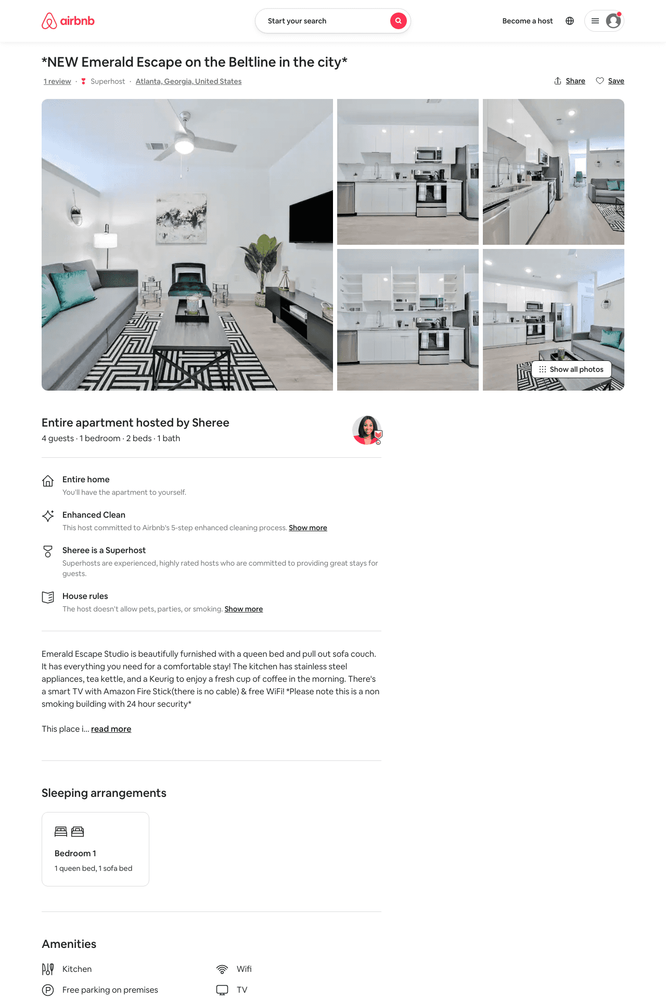 airbnb
Start your search
Become a host
*NEW Emerald Escape on the Beltline in the city*
1 review · Superhost · Atlanta, Georgia, United States
Share
Save
Show all photos
Entire apartment hosted by Sheree
4 guests · 1 bedroom · 2 beds · 1 bath
Entire home
You'll have the apartment to yourself.
Enhanced Clean
This host committed to Airbnb's 5-step enhanced cleaning process. Show more
Sheree is a Superhost
Superhosts are experienced, highly rated hosts who are committed to providing great stays for
guests.
House rules
The host doesn't allow pets, parties, or smoking. Show more
Emerald Escape Studio is beautifully furnished with a queen bed and pull out sofa couch.
It has everything you need for a comfortable stay! The kitchen has stainless steel
appliances, tea kettle, and a Keurig to enjoy a fresh cup of coffee in the morning. There's
a smart TV with Amazon Fire Stick(there is no cable) & free WiFi! *Please note this is a non
smoking building with 24 hour security*
This place i... read more
Sleeping arrangements
Bedroom 1
1 queen bed, 1 sofa bed
Amenities
Kitchen
Wifi
Free parking on premises
TV